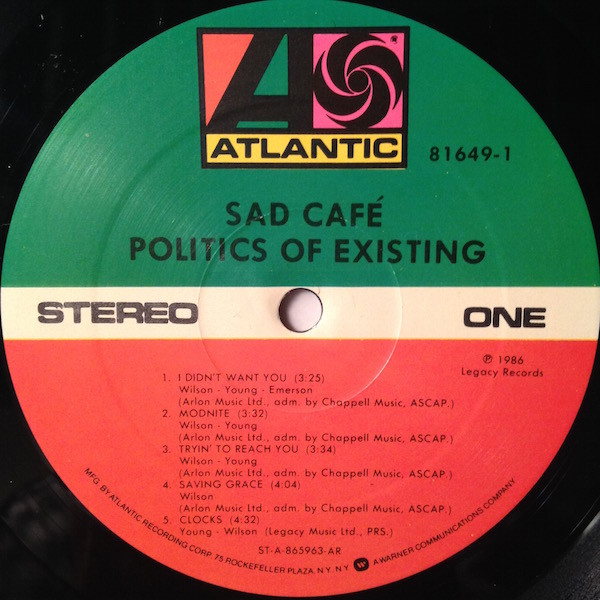 ATLANTIC
®
81649-1
SAD CAFÉ
POLITICS OF EXISTING
STEREO
ONE
℗ 1986
Legacy Records
1. I DIDN'T WANT YOU (3:25)
Wilson - Young - Emerson
(Arlon Music Ltd., adm. by Chappell Music, ASCAP.)
2. MODNITE (3:32)
Wilson - Young
(Arlon Music Ltd., adm. by Chappell Music, ASCAP.)
3. TRYIN' TO REACH YOU (3:34)
Wilson - Young
(Arlon Music Ltd., adm. by Chappell Music, ASCAP.)
4. SAVING GRACE (4:04)
Wilson
(Arlon Music Ltd., adm. by Chappell Music, ASCAP.)
5. CLOCKS (4:32)
Young - Wilson (Legacy Music Ltd., PRS.)
ST-A-865963-AR
MFG. BY ATLANTIC RECORDING CORP. 75 ROCKEFELLER PLAZA, N.Y. N.Y. A WARNER COMMUNICATIONS COMPANY